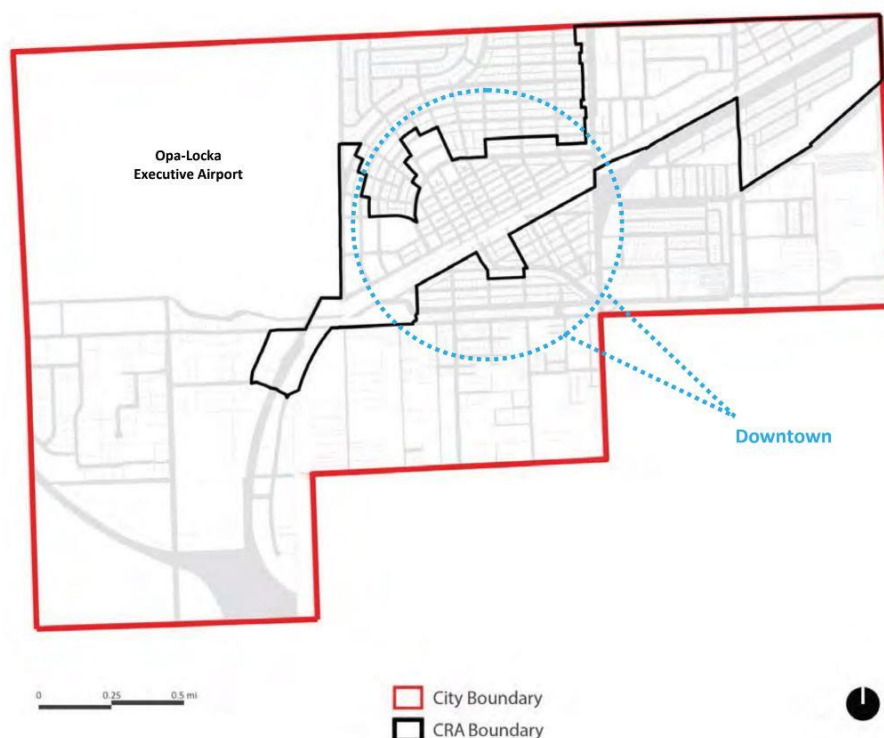 Opa-Locka
Executive Airport
Downtown
0 0.25 0.5 mi
City Boundary
CRA Boundary